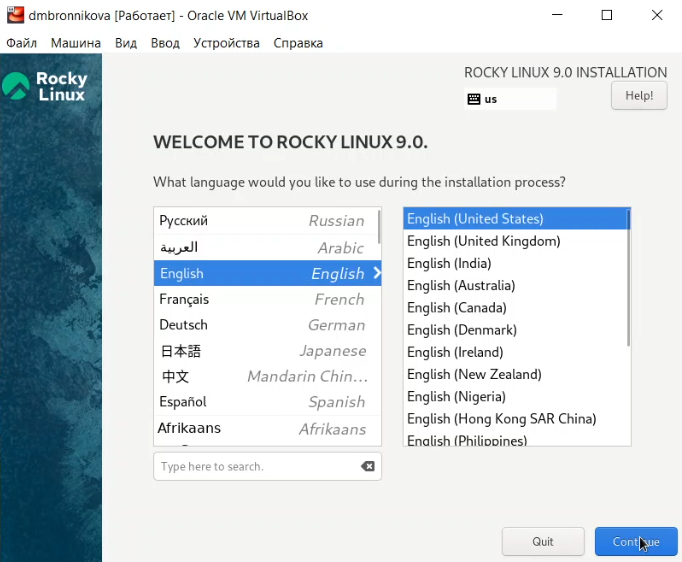 dmbronnikova [Работает] - Oracle VM VirtualBox
Файл Машина Вид Ввод Устройства Справка
Rocky Linux
ROCKY LINUX 9.0 INSTALLATION
us
Help!
WELCOME TO ROCKY LINUX 9.0.
What language would you like to use during the installation process?
Русский Russian
العربية Arabic
English English
Français French
Deutsch German
日本語 Japanese
中文 Mandarin Chin...
Español Spanish
Afrikaans Afrikaans
English (United States)
English (United Kingdom)
English (India)
English (Australia)
English (Canada)
English (Denmark)
English (Ireland)
English (New Zealand)
English (Nigeria)
English (Hong Kong SAR China)
English (Philippines)
Type here to search.
Quit
Continue